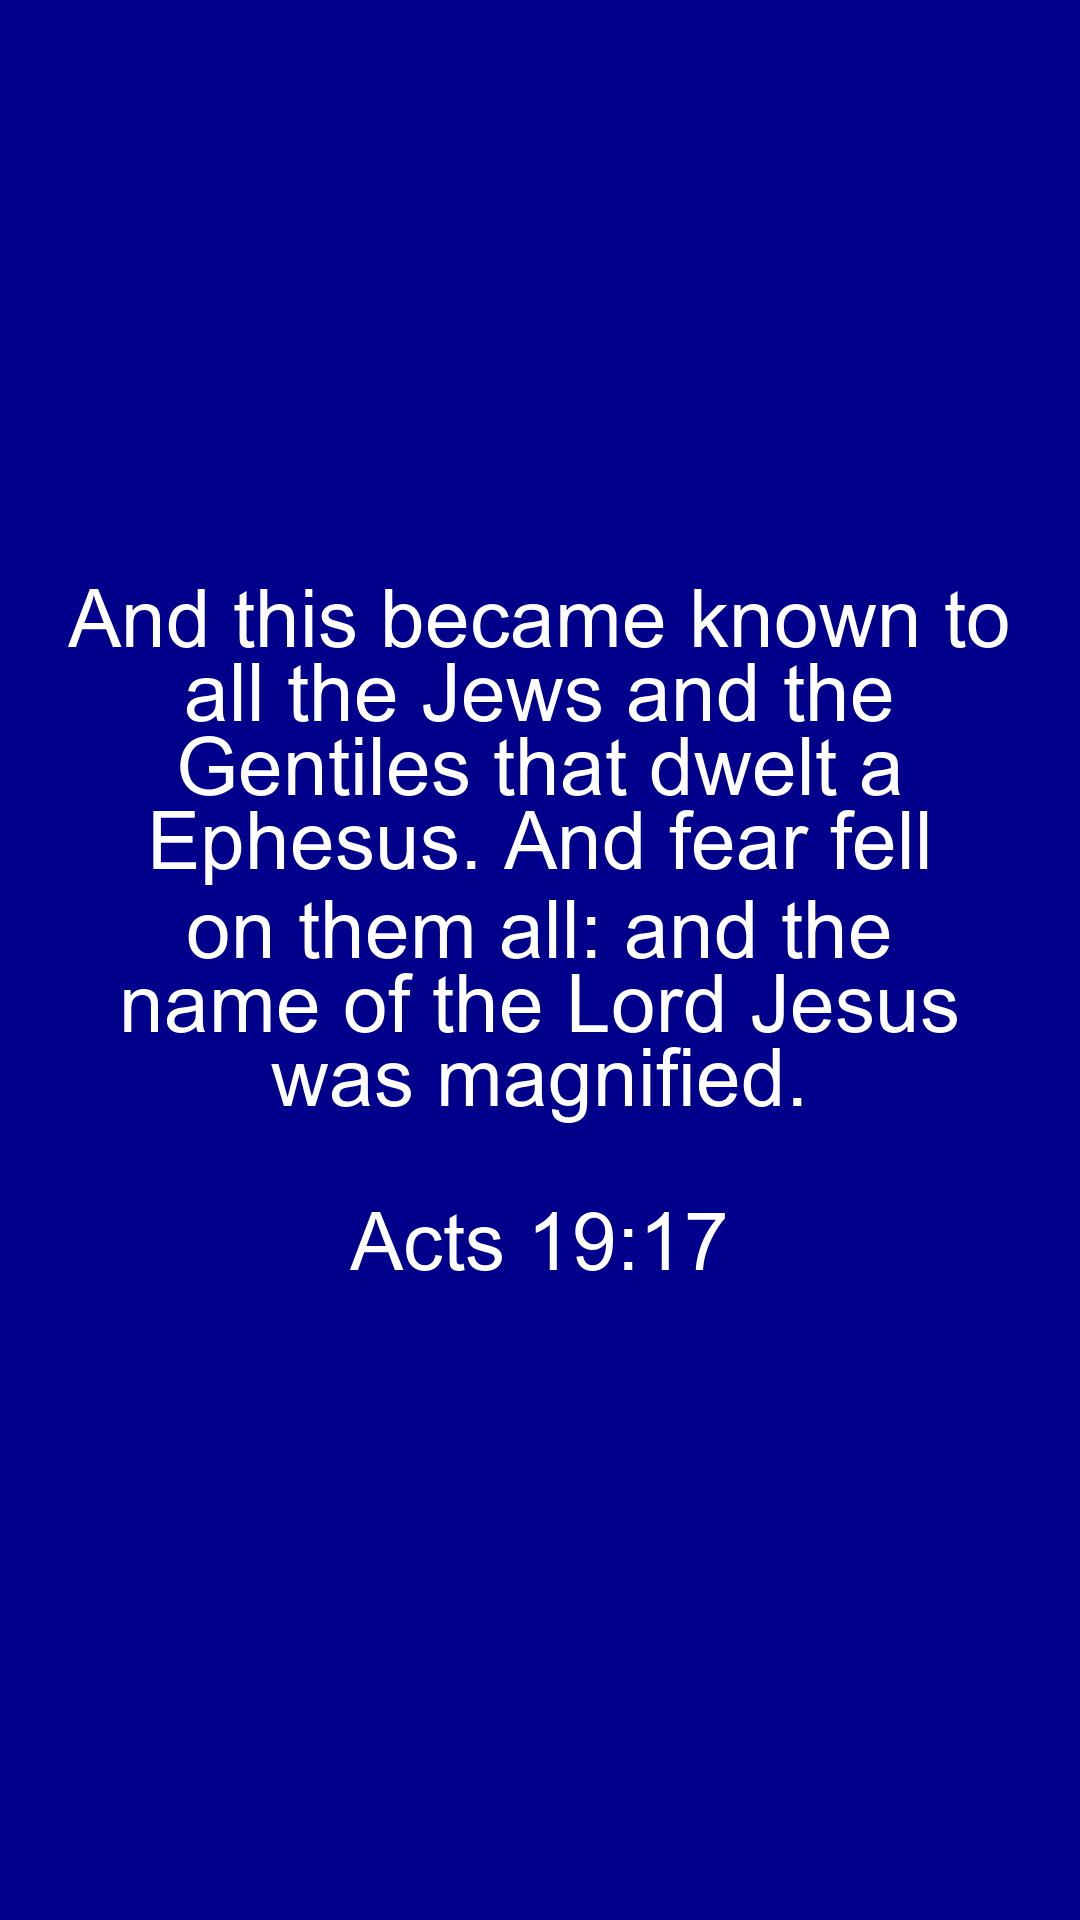 And this became known to
all the Jews and the
Gentiles that dwelt a
Ephesus. And fear fell
on them all: and the
name of the Lord Jesus
was magnified.
Acts 19:17